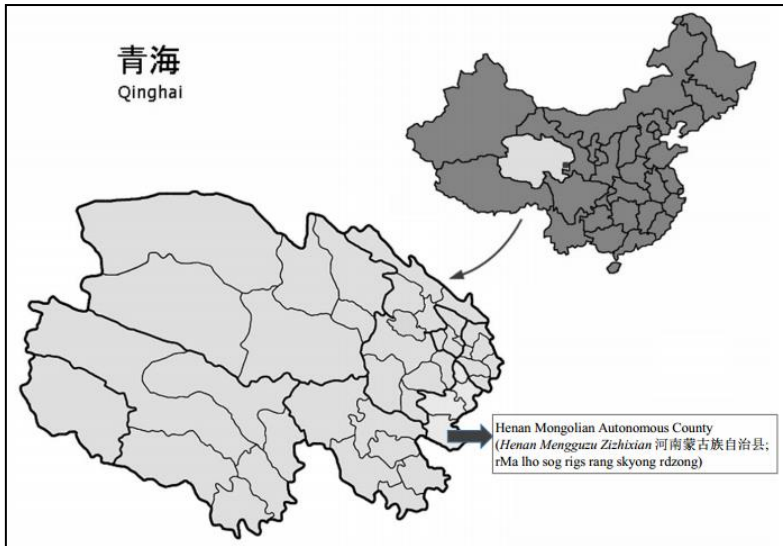 青海
Qinghai
Henan Mongolian Autonomous County
(Henan Mengguzu Zizhixian 河南蒙古族自治县;
rMa lho sog rigs rang skyong rdzong)